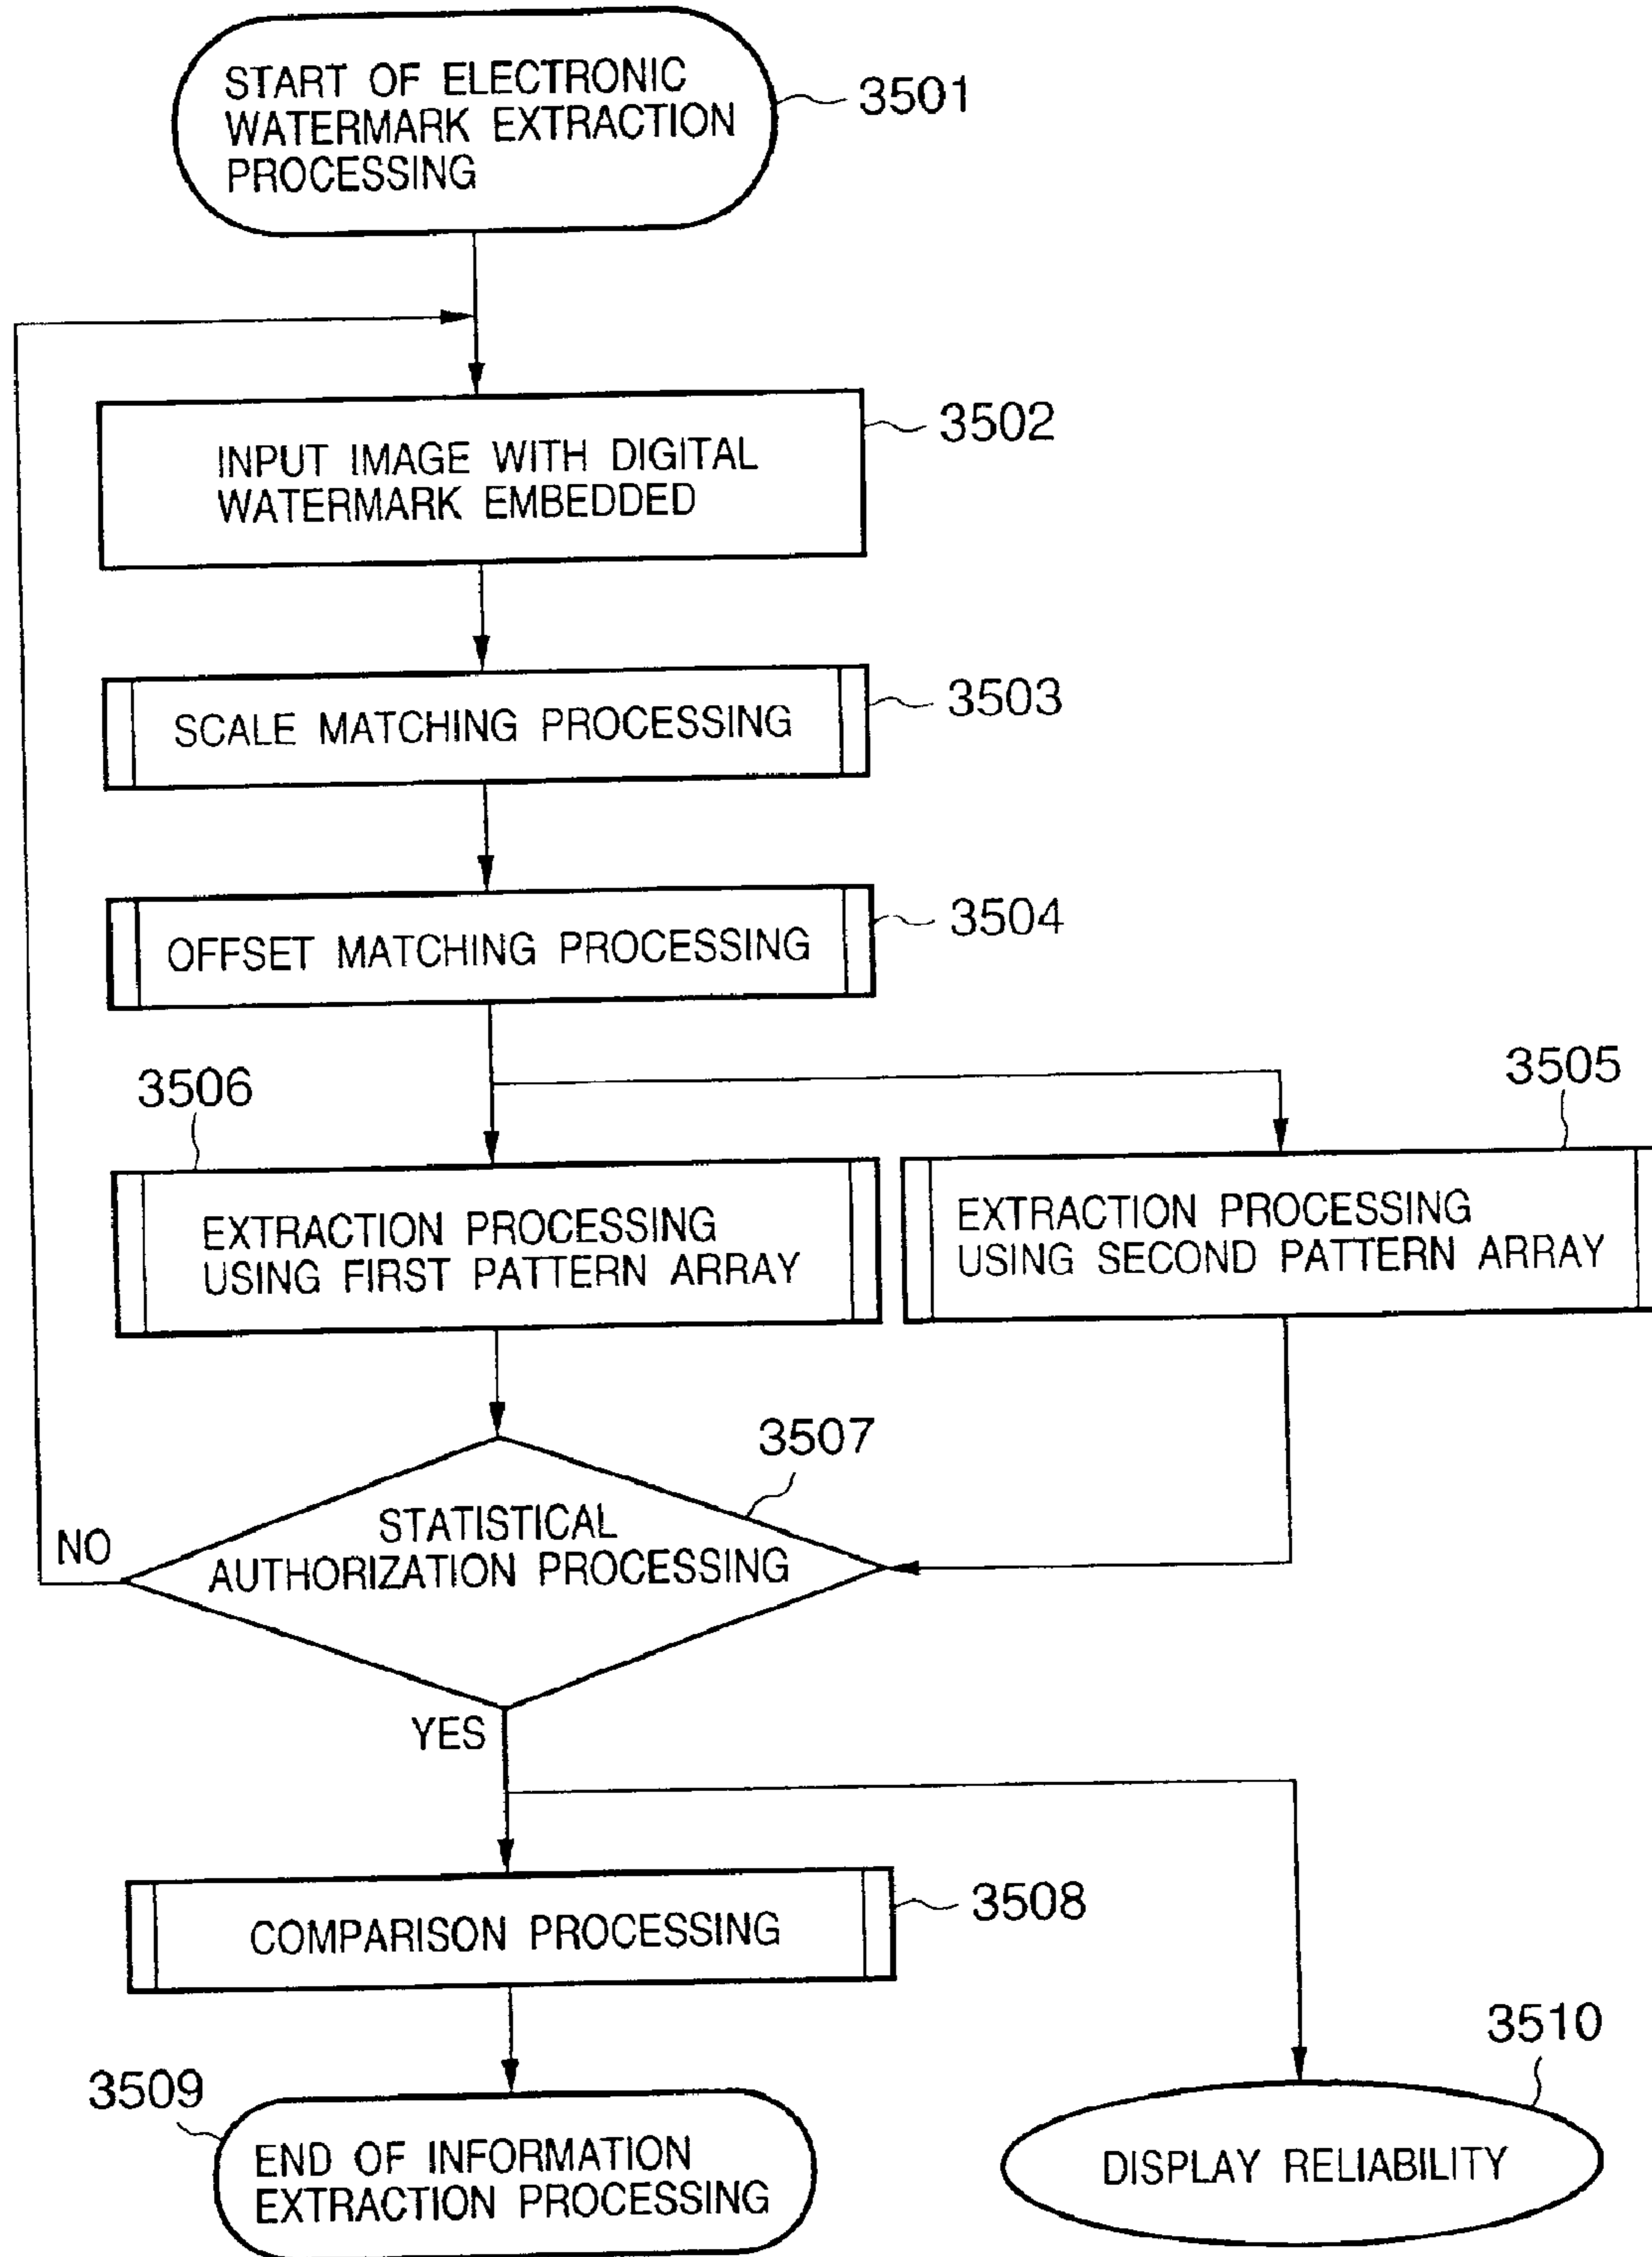 START OF ELECTRONIC
WATERMARK EXTRACTION
PROCESSING
3501
INPUT IMAGE WITH DIGITAL
WATERMARK EMBEDDED
3502
SCALE MATCHING PROCESSING
3503
OFFSET MATCHING PROCESSING
3504
3506
3505
EXTRACTION PROCESSING
USING FIRST PATTERN ARRAY
EXTRACTION PROCESSING
USING SECOND PATTERN ARRAY
3507
STATISTICAL
AUTHORIZATION PROCESSING
NO
YES
COMPARISON PROCESSING
3508
3509
END OF INFORMATION
EXTRACTION PROCESSING
3510
DISPLAY RELIABILITY